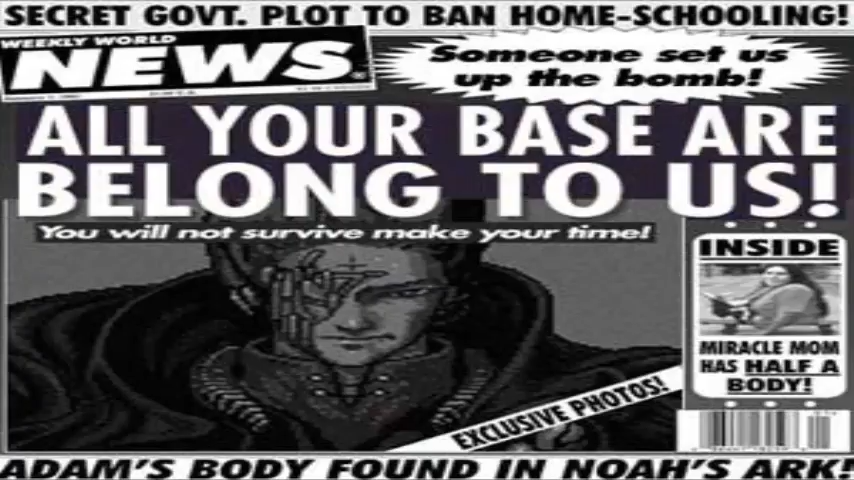 SECRET GOVT. PLOT TO BAN HOME-SCHOOLING!
WEEKLY WORLD
NEWS
Someone set us
up the bomb!
ALL YOUR BASE ARE
BELONG TO US!
You will not survive make your time!
INSIDE
MIRACLE MOM
HAS HALF A
BODY!
EXCLUSIVE PHOTOS!
ADAM'S BODY FOUND IN NOAH'S ARK!